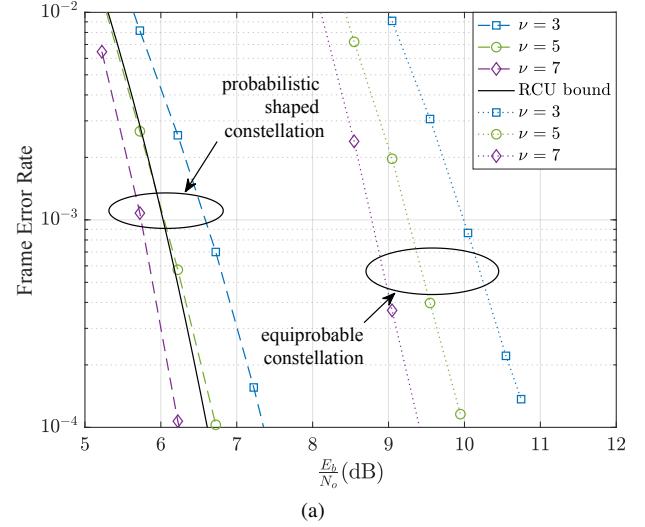 10^{-2}
ν = 3
ν = 5
ν = 7
RCU bound
ν = 3
ν = 5
ν = 7
probabilistic
shaped
constellation
Frame Error Rate
10^{-3}
equiprobable
constellation
10^{-4}
5 6 7 8 9 10 11 12
E_b/N_o (dB)
(a)